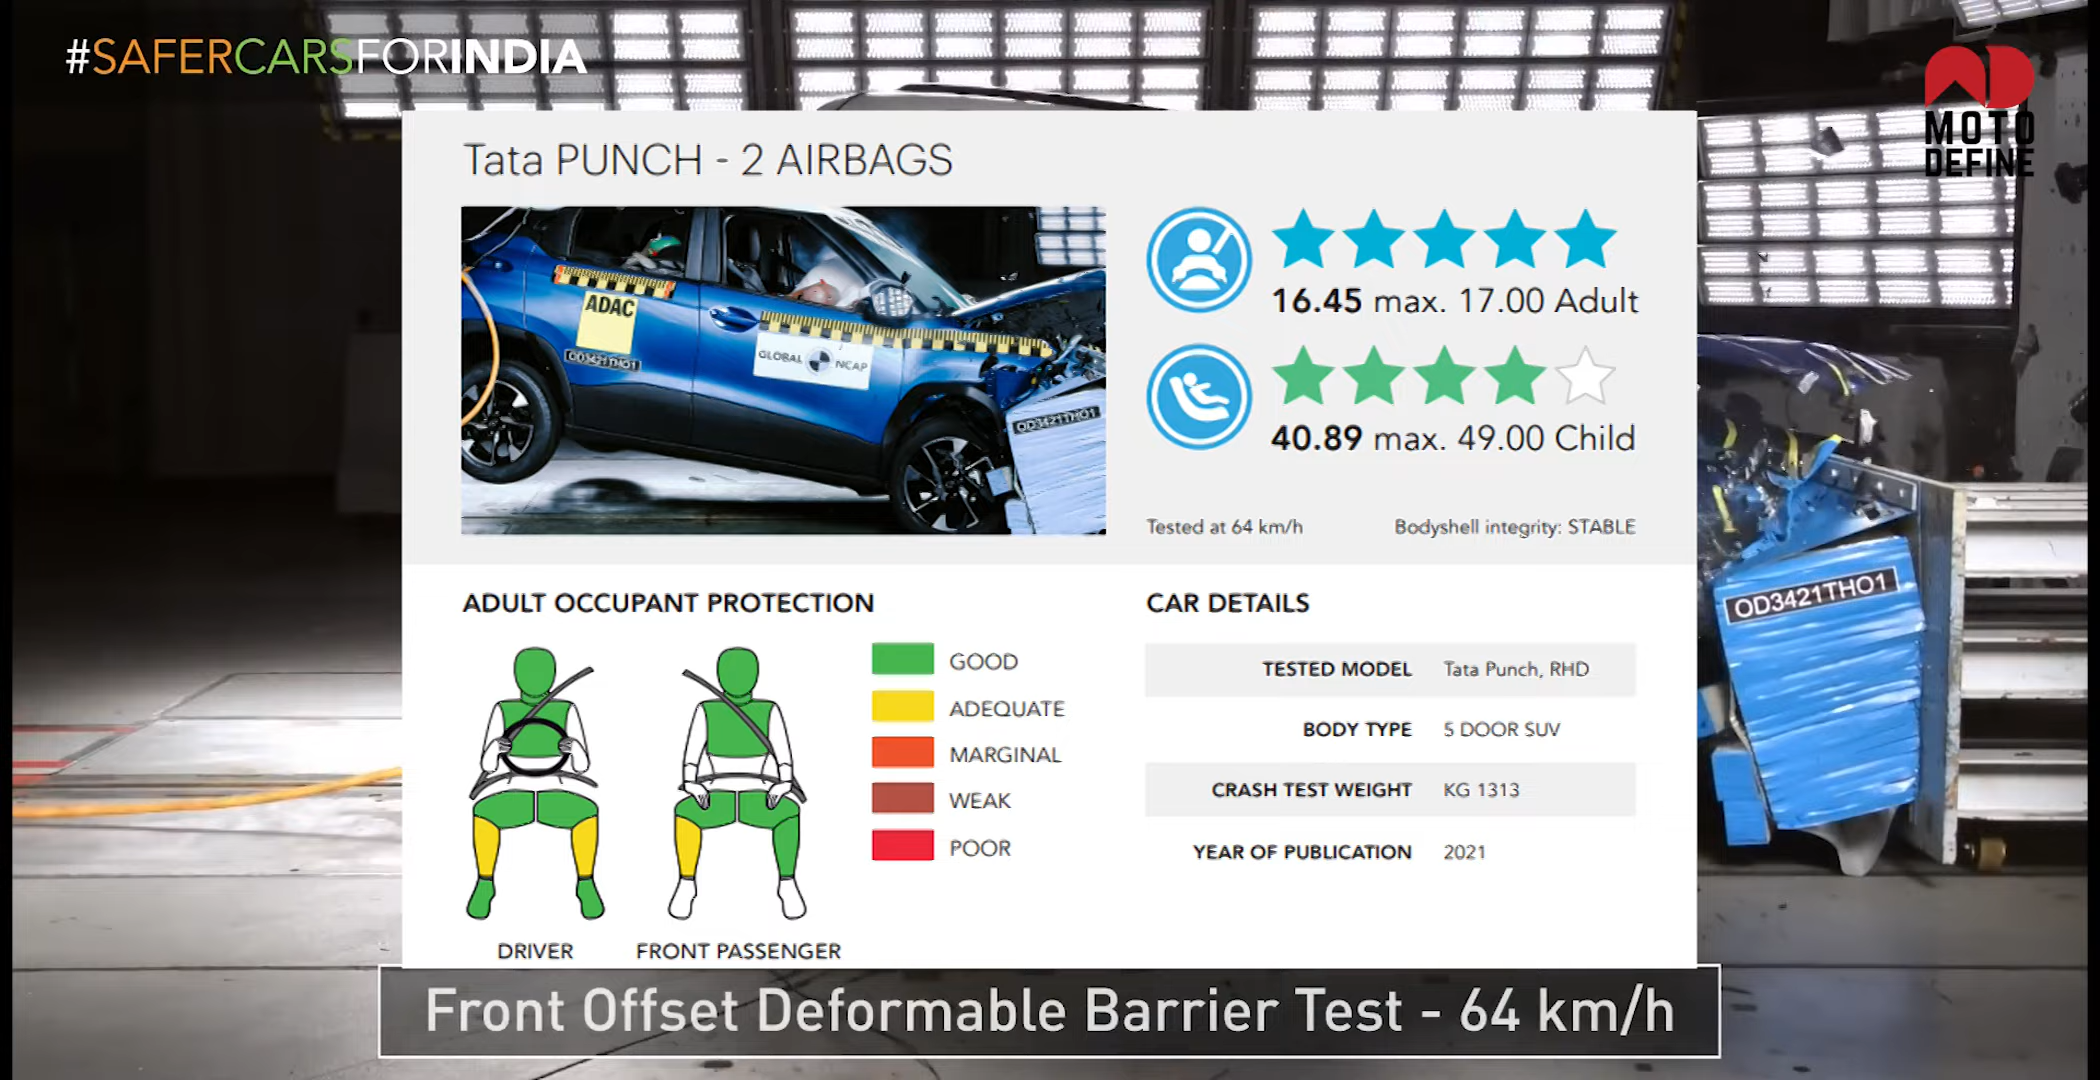 #SAFERCARSFORINDIA
MOTO
DEFINE
Tata PUNCH - 2 AIRBAGS
ADAC
OD3421TH01
GLOBAL NCAP
OD3421TH01
16.45 max. 17.00 Adult
40.89 max. 49.00 Child
Tested at 64 km/h
Bodyshell integrity: STABLE
OD3421TH01
ADULT OCCUPANT PROTECTION
GOOD
ADEQUATE
MARGINAL
WEAK
POOR
DRIVER
FRONT PASSENGER
CAR DETAILS
TESTED MODEL Tata Punch, RHD
BODY TYPE 5 DOOR SUV
CRASH TEST WEIGHT KG 1313
YEAR OF PUBLICATION 2021
Front Offset Deformable Barrier Test - 64 km/h